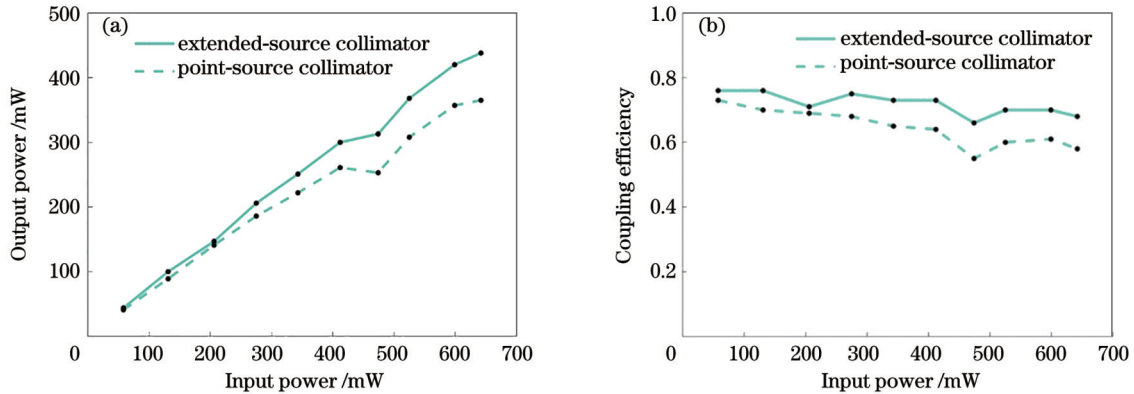 (a)
500
400
300
200
100
0
100
200
300
400
500
600
700
extended-source collimator
point-source collimator
Output power /mW
Input power /mW
(b)
1.0
0.8
0.6
0.4
0.2
0
100
200
300
400
500
600
700
extended-source collimator
point-source collimator
Coupling efficiency
Input power /mW